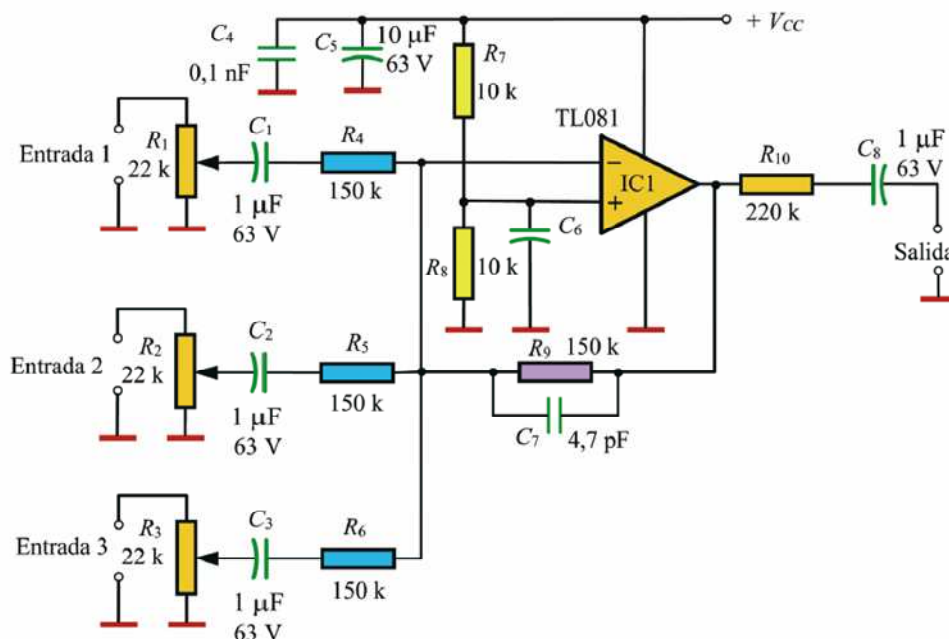 + VCC
C4
0,1 nF
C5
10 µF
63 V
R7
10 k
TL081
Entrada 1
R1
22 k
C1
1 µF
63 V
R4
150 k
−
+
IC1
R10
220 k
C8
1 µF
63 V
Salida
C6
R8
10 k
Entrada 2
R2
22 k
C2
1 µF
63 V
R5
150 k
R9
150 k
C7
4,7 pF
Entrada 3
R3
22 k
C3
1 µF
63 V
R6
150 k